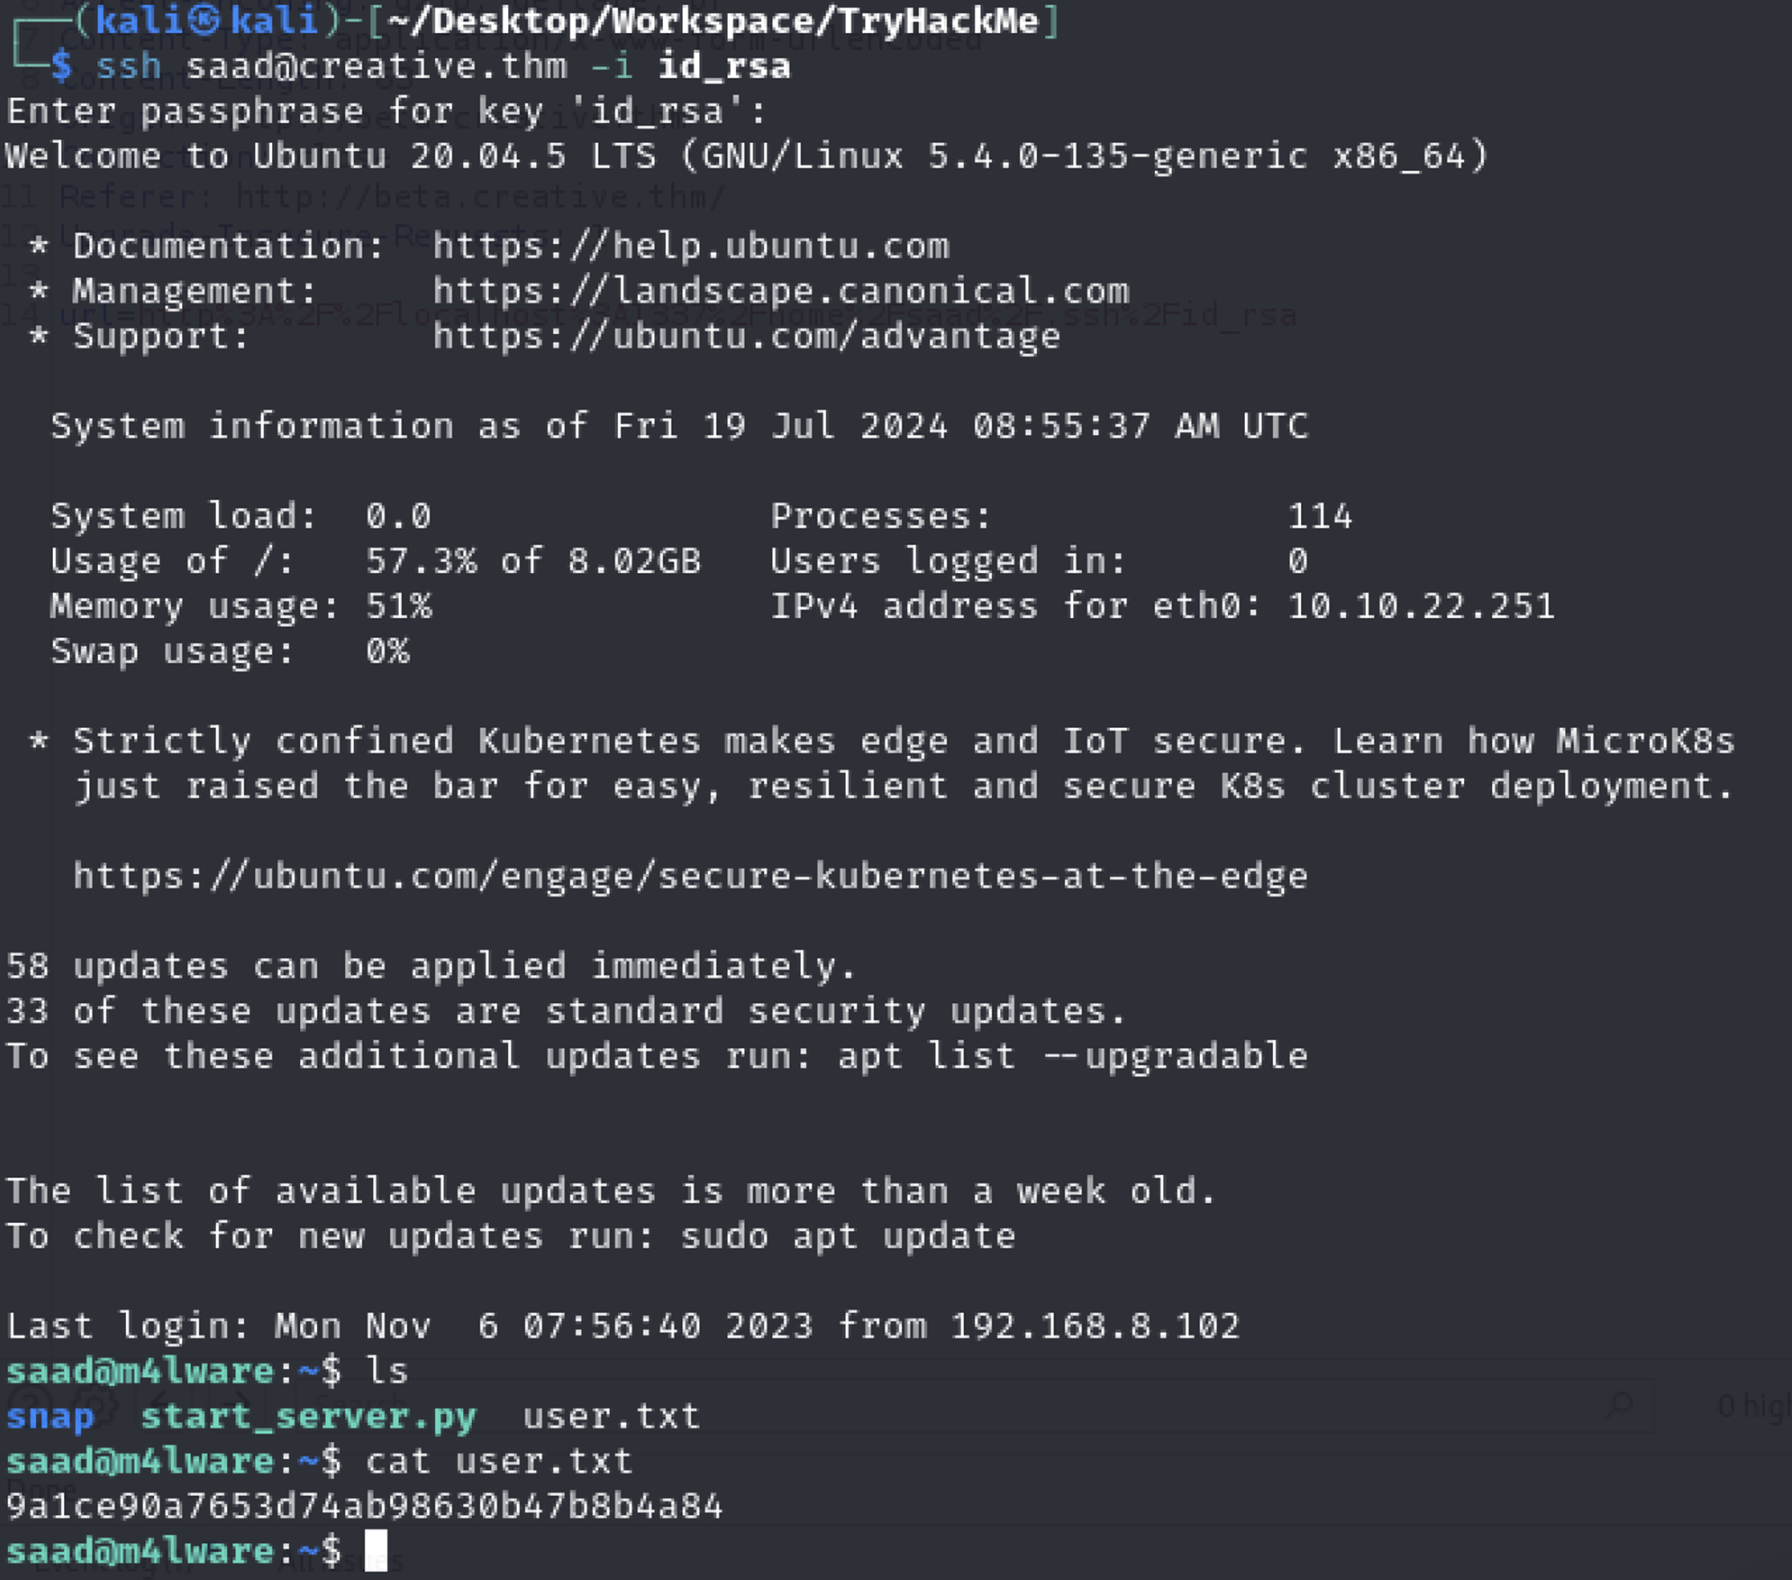 ┌──(kali㉿kali)-[~/Desktop/Workspace/TryHackMe]
└─$ ssh saad@creative.thm -i id_rsa
Enter passphrase for key 'id_rsa':
Welcome to Ubuntu 20.04.5 LTS (GNU/Linux 5.4.0-135-generic x86_64)
11 Referer: http://beta.creative.thm/
 * Documentation:  https://help.ubuntu.com
 * Management:     https://landscape.canonical.com
 * Support:        https://ubuntu.com/advantage
  System information as of Fri 19 Jul 2024 08:55:37 AM UTC
  System load:  0.0               Processes:             114
  Usage of /:   57.3% of 8.02GB   Users logged in:       0
  Memory usage: 51%               IPv4 address for eth0: 10.10.22.251
  Swap usage:   0%
 * Strictly confined Kubernetes makes edge and IoT secure. Learn how MicroK8s
   just raised the bar for easy, resilient and secure K8s cluster deployment.
   https://ubuntu.com/engage/secure-kubernetes-at-the-edge
58 updates can be applied immediately.
33 of these updates are standard security updates.
To see these additional updates run: apt list --upgradable
The list of available updates is more than a week old.
To check for new updates run: sudo apt update
Last login: Mon Nov  6 07:56:40 2023 from 192.168.8.102
saad@m4lware:~$ ls
snap  start_server.py  user.txt
0 high
saad@m4lware:~$ cat user.txt
Done
9a1ce90a7653d74ab98630b47b8b4a84
saad@m4lware:~$